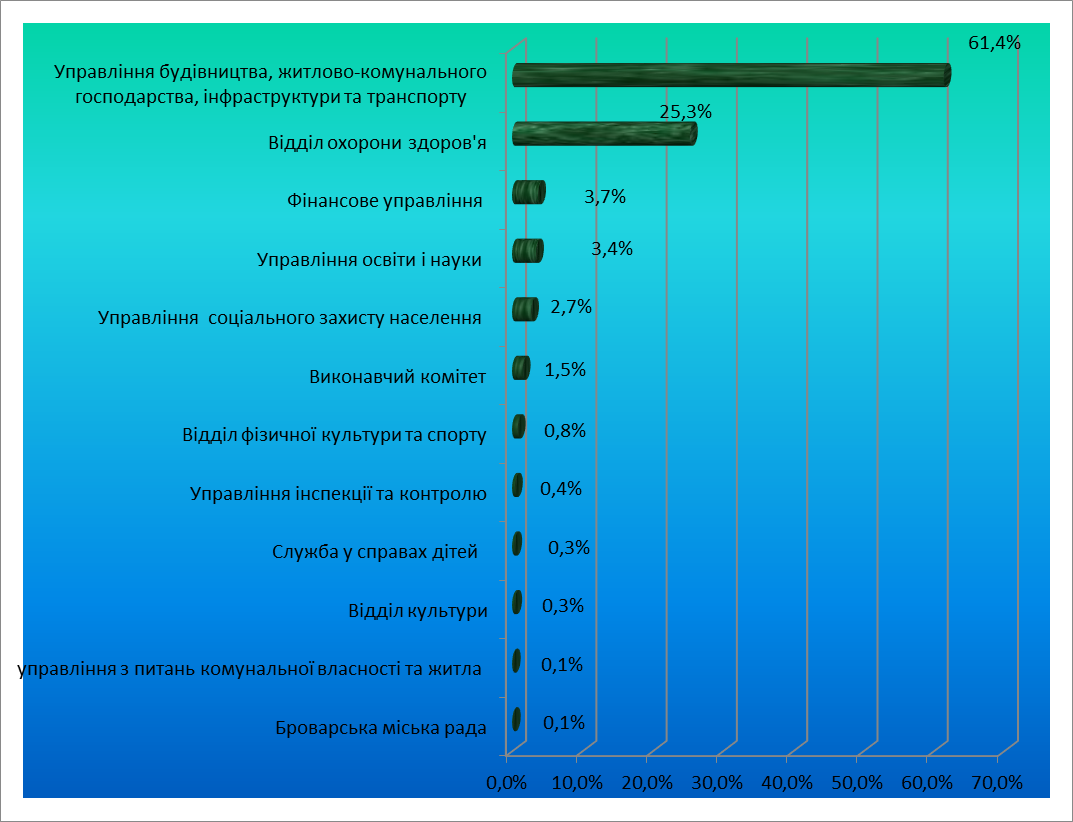 61,4%
Управління будівництва, житлово-комунального
господарства, інфраструктури та транспорту
25,3%
Відділ охорони здоров'я
Фінансове управління 3,7%
Управління освіти і науки 3,4%
Управління соціального захисту населення 2,7%
Виконавчий комітет 1,5%
Відділ фізичної культури та спорту 0,8%
Управління інспекції та контролю 0,4%
Служба у справах дітей 0,3%
Відділ культури 0,3%
управління з питань комунальної власності та житла 0,1%
Броварська міська рада 0,1%
0,0% 10,0% 20,0% 30,0% 40,0% 50,0% 60,0% 70,0%